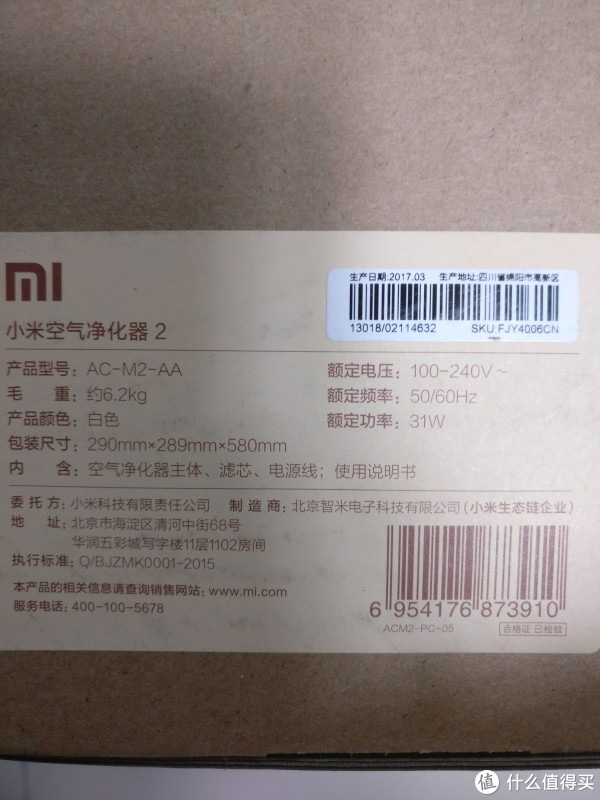 生产日期:2017.03 生产地址:四川省绵阳市高新区
13018/02114632 SKU:FJY4006CN
mi
小米空气净化器 2
产品型号: AC-M2-AA 额定电压: 100-240V~
毛 重: 约6.2kg 额定频率: 50/60Hz
产品颜色: 白色 额定功率: 31W
包装尺寸: 290mm×289mm×580mm
内 含: 空气净化器主体、滤芯、电源线；使用说明书
委 托 方: 小米科技有限责任公司 制 造 商: 北京智米电子科技有限公司(小米生态链企业)
地 址: 北京市海淀区清河中街68号
华润五彩城写字楼11层1102房间
执行标准: Q/BJZMK0001-2015
本产品的相关信息请查询销售网站: www.mi.com
服务电话: 400-100-5678
6 954176 873910
ACM2-PC-05 合格证 已检验
值 什么值得买